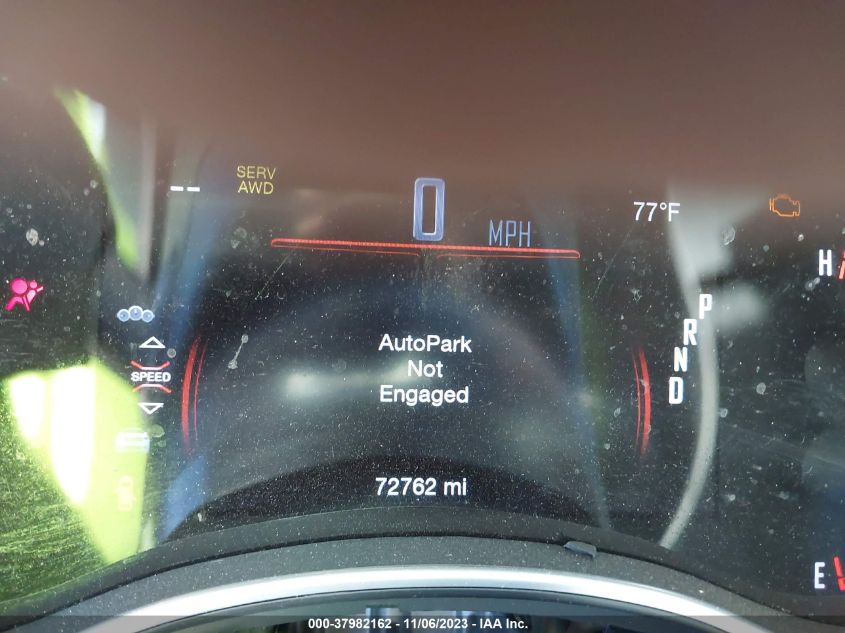 SERV
AWD
--
0
MPH
77°F
H
P
R
N
D
SPEED
AutoPark
Not
Engaged
72762 mi
E
000-37982162 - 11/06/2023 - IAA Inc.